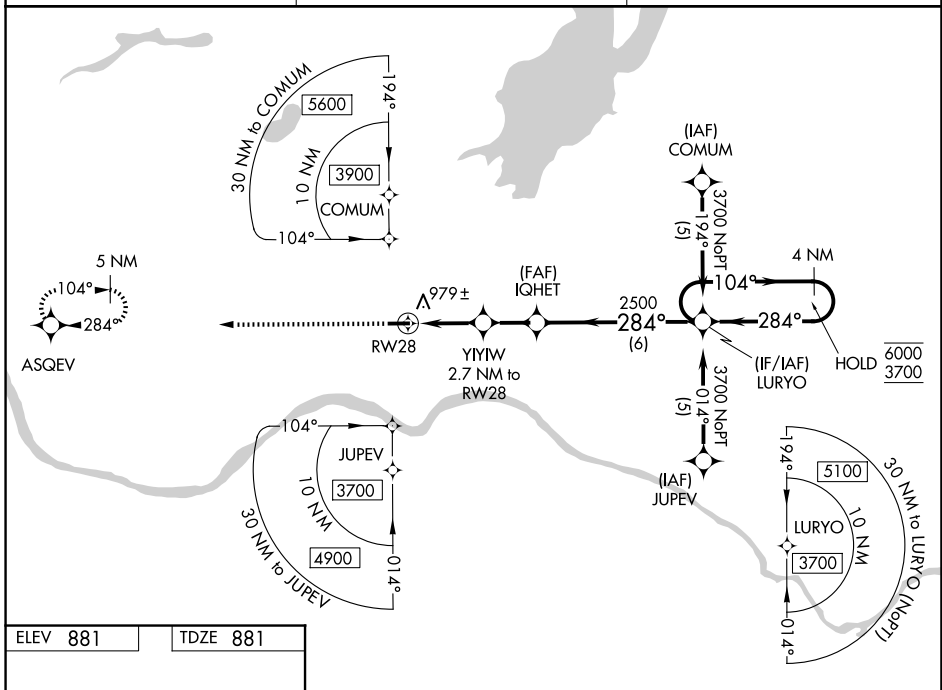 30 NM to COMUM
5600
194°
10 NM
3900
COMUM
104°
(IAF)
COMUM
3700 NoPT
194°
(5)
5 NM
104°
284°
ASQEV
979±
RW28
(FAF)
IQHET
YIYIW
2.7 NM to
RW28
2500
284°
(6)
104°
4 NM
284°
(IF/IAF)
LURYO
HOLD
6000
3700
3700 NoPT
014°
(5)
(IAF)
JUPEV
104°
JUPEV
10 NM
3700
30 NM to JUPEV
4900
014°
194°
5100
30 NM to LURYO (NoPT)
10 NM
LURYO
3700
014°
ELEV 881
TDZE 881